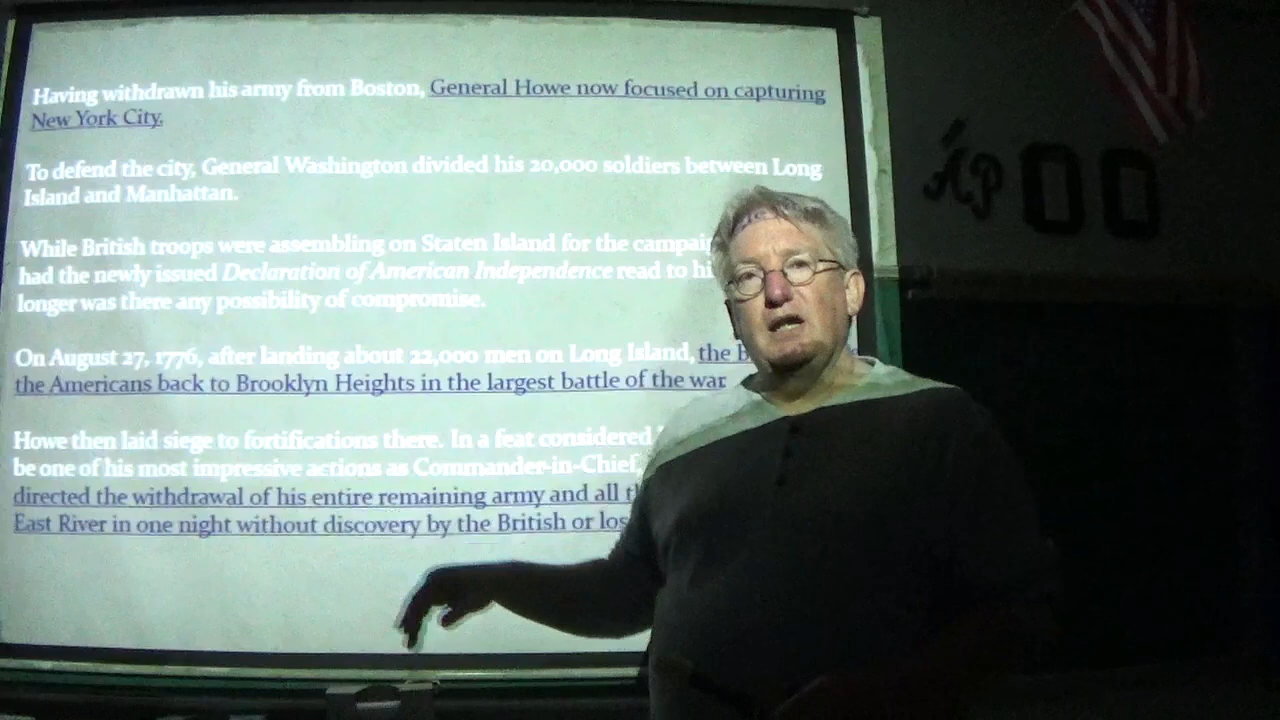 Having withdrawn his army from Boston, General Howe now focused on capturing
New York City.
To defend the city, General Washington divided his 20,000 soldiers between Long
Island and Manhattan.
While British troops were assembling on Staten Island for the
had the newly issued Declaration of American Independence read to
longer was there any possibility of compromise.
On August 27, 1776, after landing about 22,000 men on Long Island, the
the Americans back to Brooklyn Heights in the largest battle of the war.
Howe then laid siege to fortifications there. In a feat considered
be one of his most impressive actions as Commander-in-Chief,
directed the withdrawal of his entire remaining army and all
East River in one night without discovery by the British or
AP 00